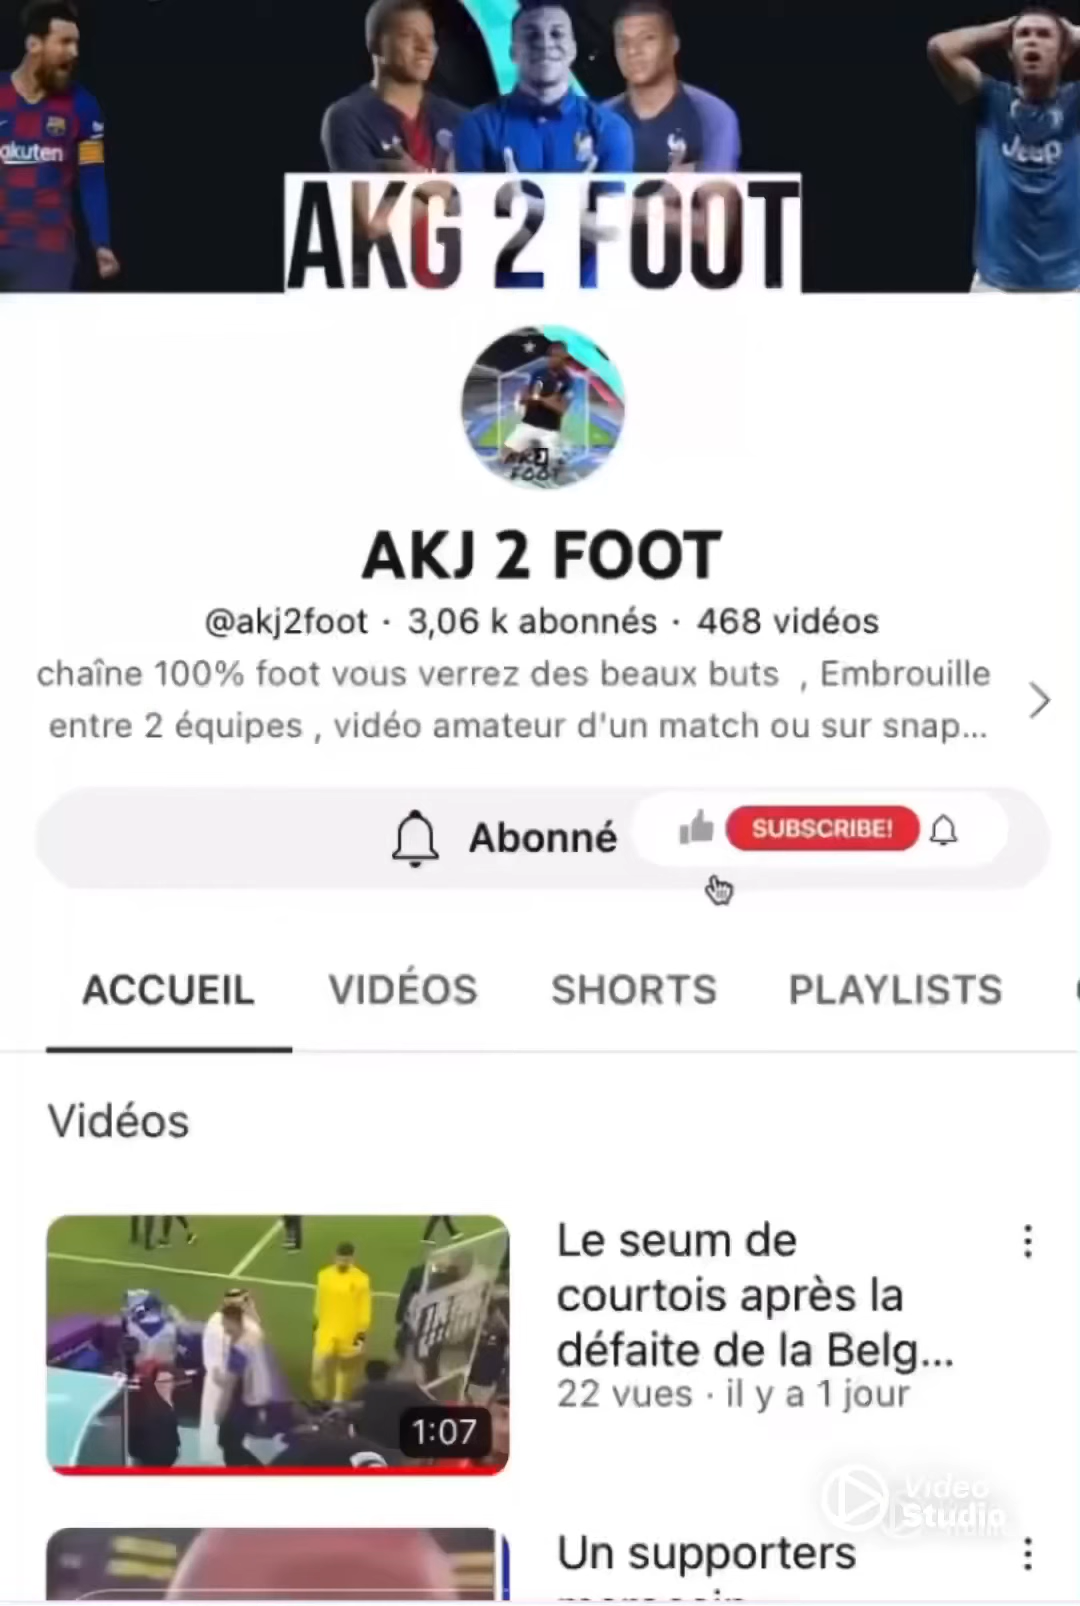 akuten
Jeep
AKG 2 FOOT
FOOT
AKJ 2 FOOT
@akj2foot · 3,06 k abonnés · 468 vidéos
chaîne 100% foot vous verrez des beaux buts , Embrouille
entre 2 équipes , vidéo amateur d'un match ou sur snap...
Abonné
SUBSCRIBE!
ACCUEIL VIDÉOS SHORTS PLAYLISTS
Vidéos
Le seum de
courtois après la
défaite de la Belg...
22 vues · il y a 1 jour
1:07
Video
Studio
Un supporters